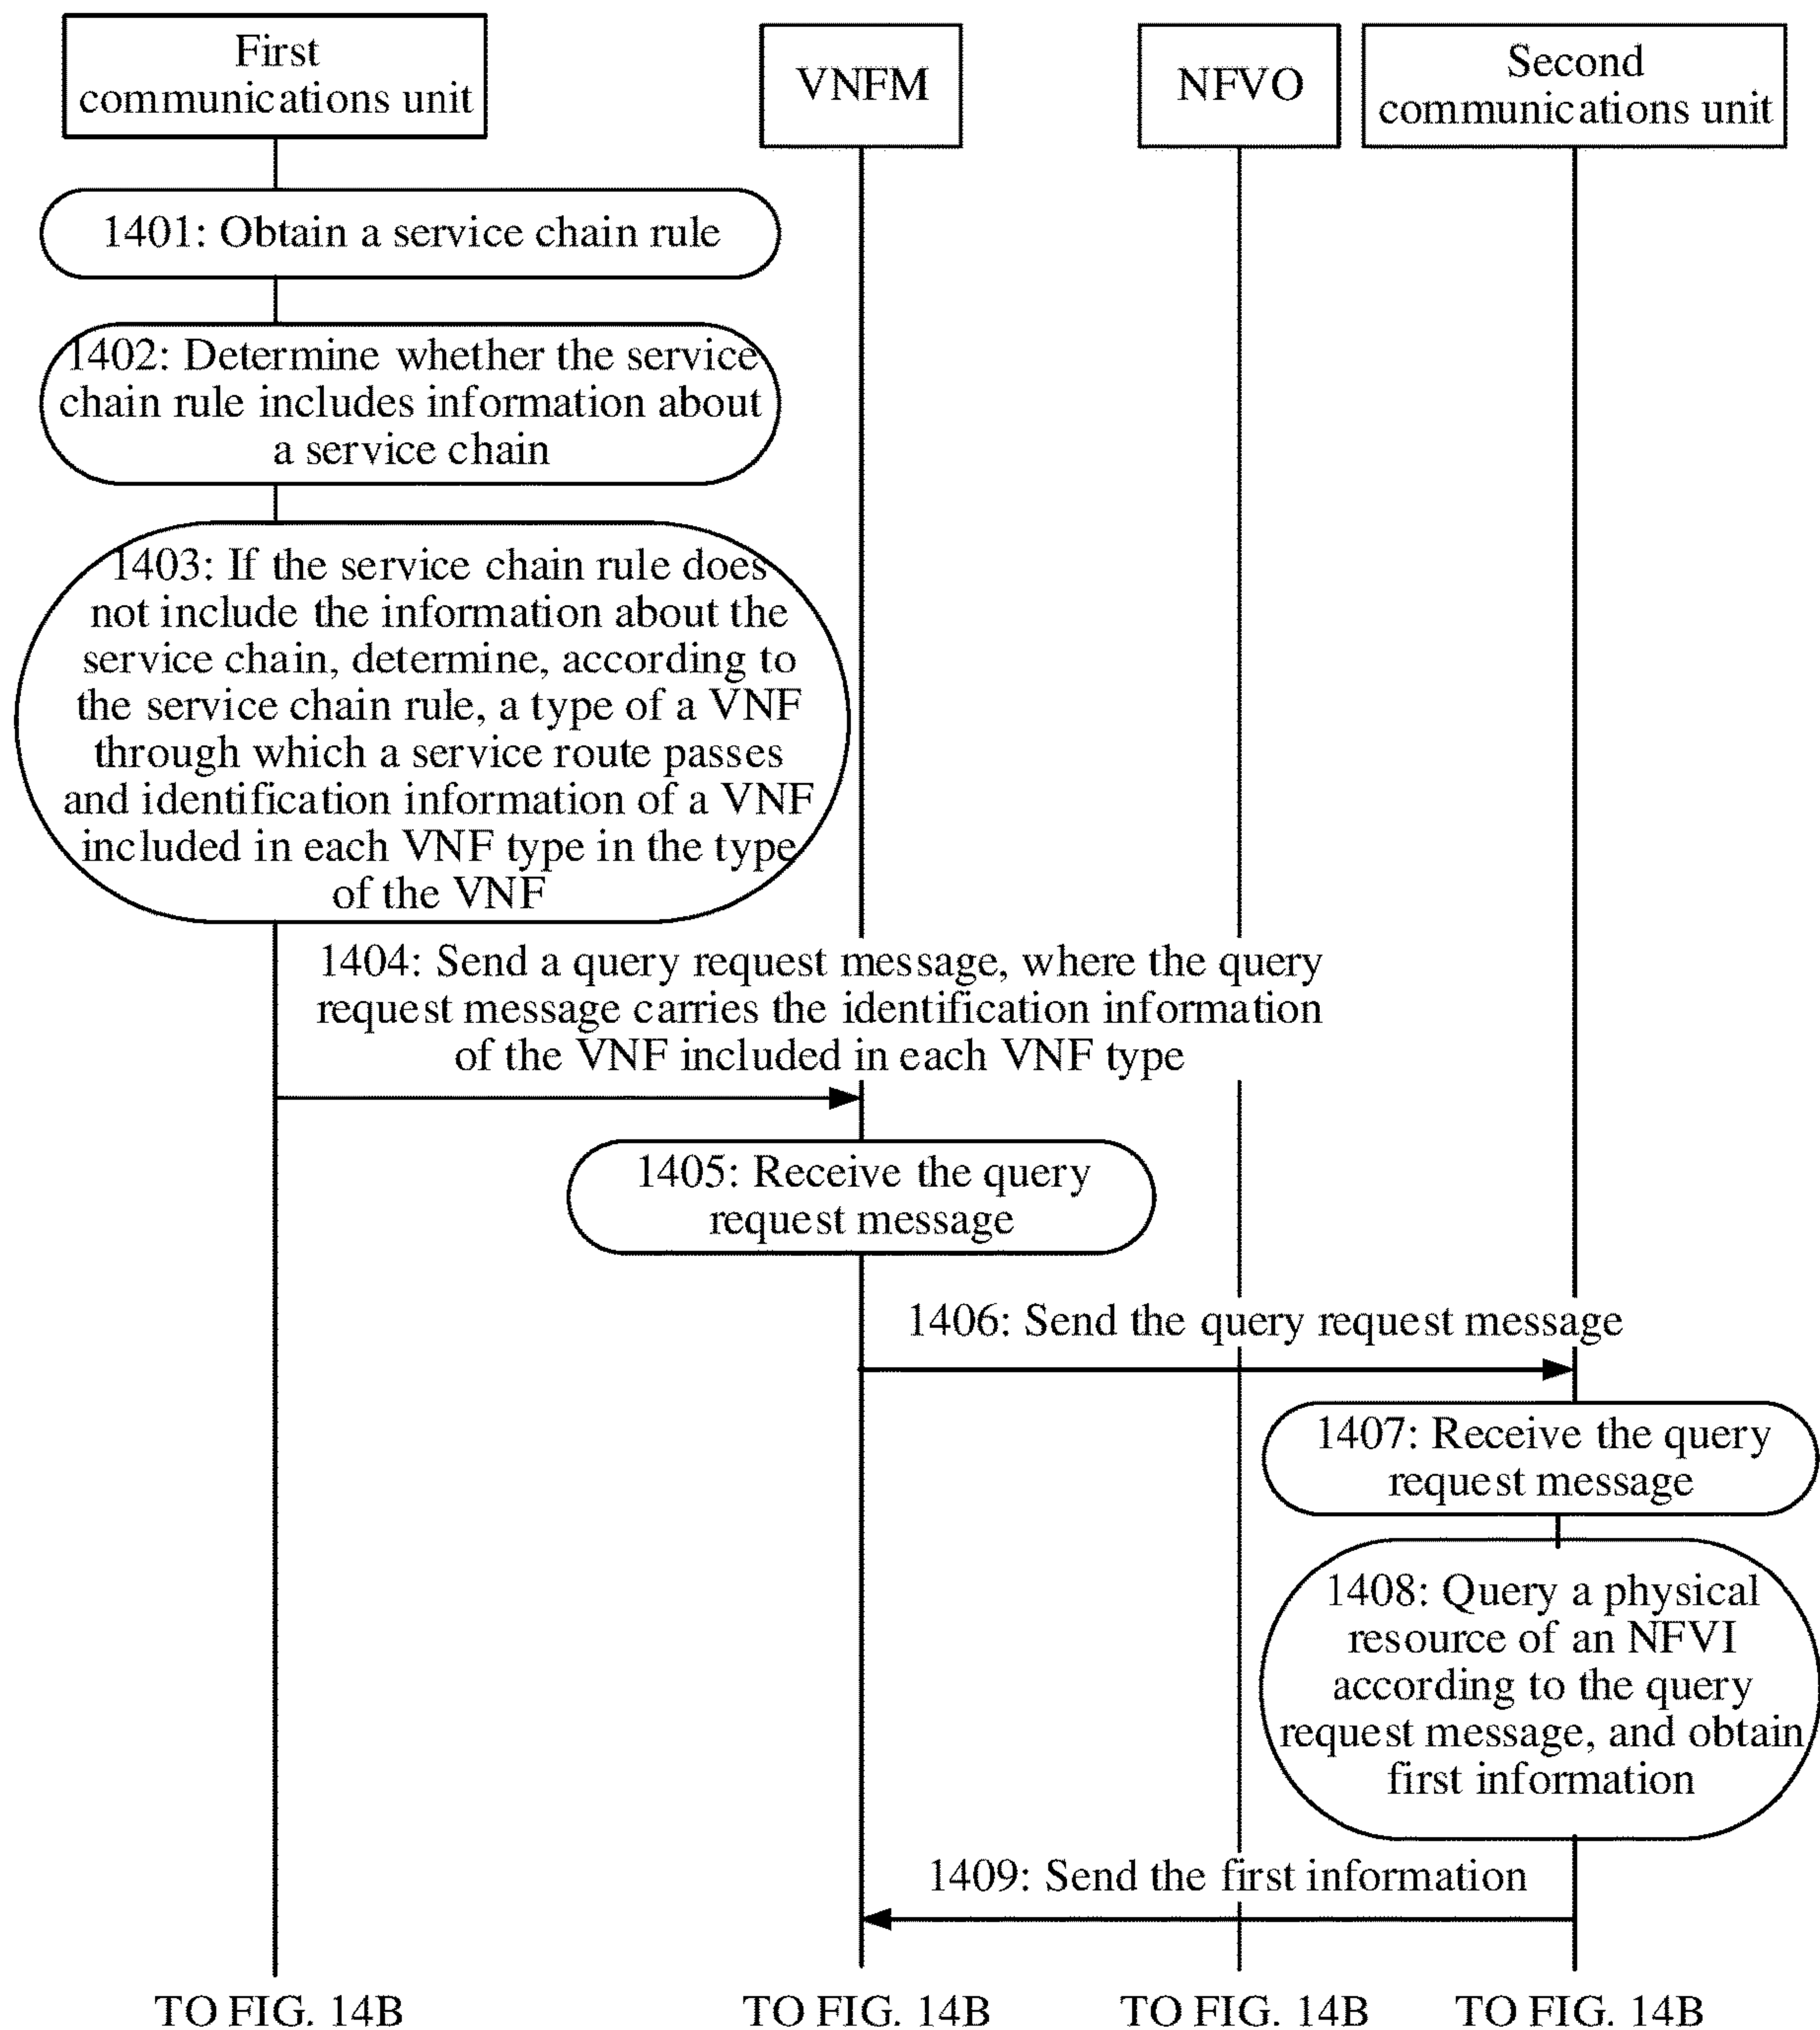 First
communications unit
VNFM
NFVO
Second
communications unit
1401: Obtain a service chain rule
1402: Determine whether the service
chain rule includes information about
a service chain
1403: If the service chain rule does
not include the information about the
service chain, determine, according to
the service chain rule, a type of a VNF
through which a service route passes
and identification information of a VNF
included in each VNF type in the type
of the VNF
1404: Send a query request message, where the query
request message carries the identification information
of the VNF included in each VNF type
1405: Receive the query
request message
1406: Send the query request message
1407: Receive the query
request message
1408: Query a physical
resource of an NFVI
according to the query
request message, and obtain
first information
1409: Send the first information
TO FIG. 14B
TO FIG. 14B
TO FIG. 14B
TO FIG. 14B